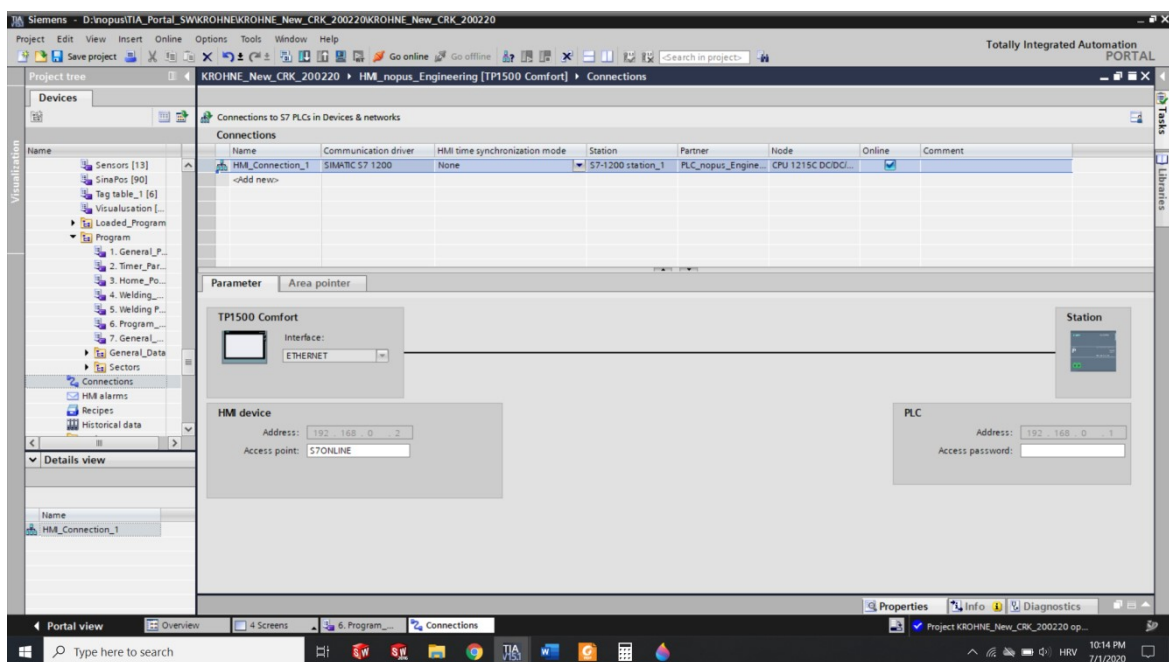 Siemens - D:\nopus\TIA_Portal_SW\KROHNE\KROHNE_New_CRK_200220\KROHNE_New_CRK_200220
Project Edit View Insert Online Options Tools Window Help
Totally Integrated Automation
PORTAL
Save project Go online Go offline <Search in project>
Project tree
KROHNE_New_CRK_200220 HMI_nopus_Engineering [TP1500 Comfort] Connections
Devices
Connections to S7 PLCs in Devices & networks
Connections
Name
Name Communication driver HMI time synchronization mode Station Partner Node Online Comment
HMI_Connection_1 SIMATIC S7 1200 None S7-1200 station_1 PLC_nopus_Engine... CPU 1215C DC/DC/...
<Add new>
Sensors [13]
SinaPos [90]
Tag table_1 [6]
Visualusation [...
Loaded_Program
Program
1. General_P...
2. Timer_Par...
3. Home_Po...
4. Welding_...
5. Welding P...
6. Program_...
7. General_...
General_Data
Sectors
Connections
HMI alarms
Recipes
Historical data
Details view
Name
HMI_Connection_1
Visualization
Parameter Area pointer
TP1500 Comfort
Interface:
ETHERNET
Station
HMI device
Address: 192 . 168 . 0 . 2
Access point: S7ONLINE
PLC
Address: 192 . 168 . 0 . 1
Access password:
Tasks
Libraries
Properties Info Diagnostics
Portal view Overview 4 Screens 6. Program_... Connections
Project KROHNE_New_CRK_200220 op...
Type here to search
HRV
10:14 PM
7/1/2020